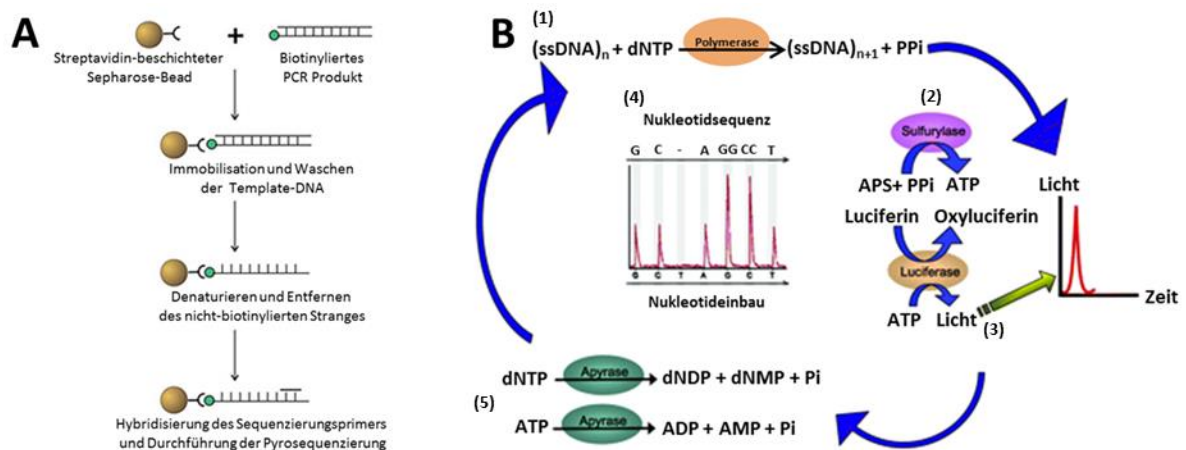 A
+
Streptavidin-beschichteter
Sepharose-Bead
Biotinyliertes
PCR Produkt
Immobilisation und Waschen
der Template-DNA
Denaturieren und Entfernen
des nicht-biotinylierten Stranges
Hybridisierung des Sequenzierungsprimers
und Durchführung der Pyrosequenzierung
B
(1)
(ssDNA)n + dNTP
Polymerase
(ssDNA)n+1 + PPi
(2)
Sulfurylase
APS+ PPi
ATP
Luciferin
Oxyluciferin
Luciferase
ATP
Licht
(3)
Licht
Zeit
(4)
Nukleotidsequenz
G C - A GG CC T
G C T A G C T
Nukleotideinbau
(5)
dNTP
Apyrase
dNDP + dNMP + Pi
ATP
Apyrase
ADP + AMP + Pi